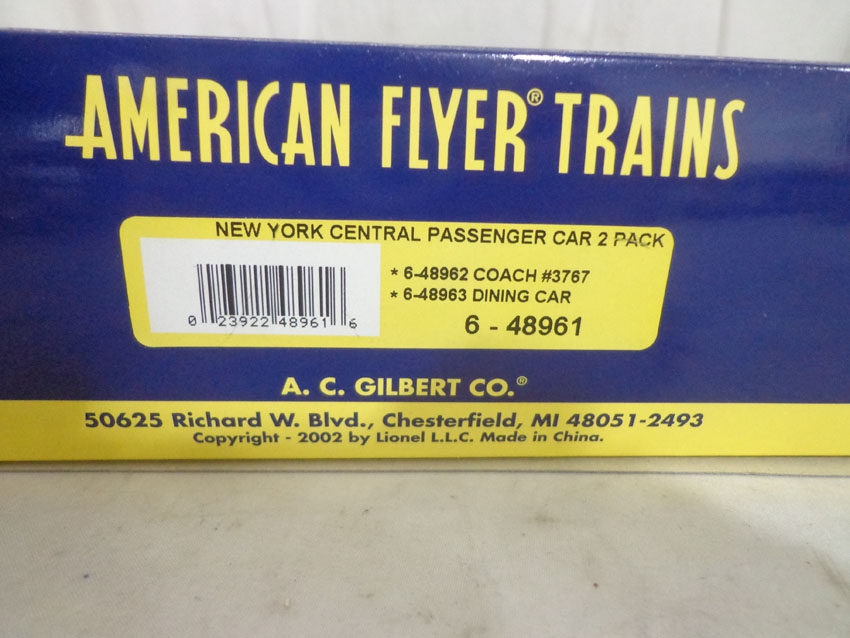 AMERICAN FLYER® TRAINS
NEW YORK CENTRAL PASSENGER CAR 2 PACK
* 6-48962 COACH #3767
* 6-48963 DINING CAR
6 - 48961
0 23922 48961 6
A. C. GILBERT CO.®
50625 Richard W. Blvd., Chesterfield, MI 48051-2493
Copyright - 2002 by Lionel L.L.C. Made in China.